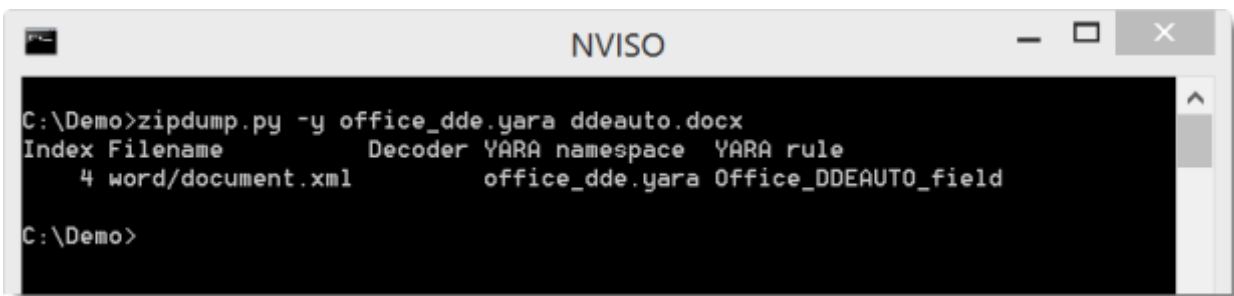 NVISO
C:\Demo>zipdump.py -y office_dde.yara ddeauto.docx
Index Filename             Decoder YARA namespace  YARA rule
    4 word/document.xml            office_dde.yara Office_DDEAUTO_field
C:\Demo>